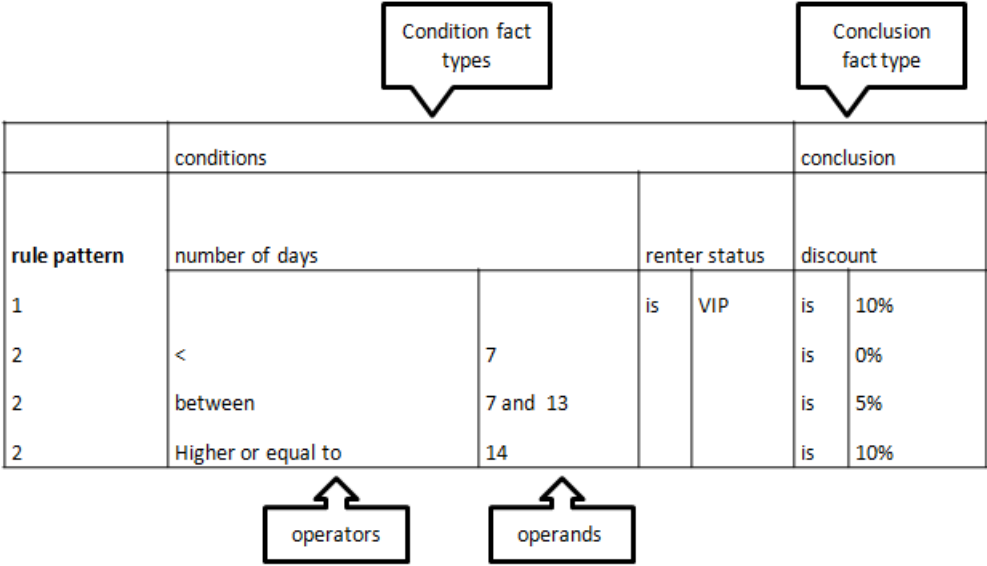 Condition fact
types
Conclusion
fact type
conditions conclusion
rule pattern number of days renter status discount
1 is VIP is 10%
2 < 7 is 0%
2 between 7 and 13 is 5%
2 Higher or equal to 14 is 10%
operators operands